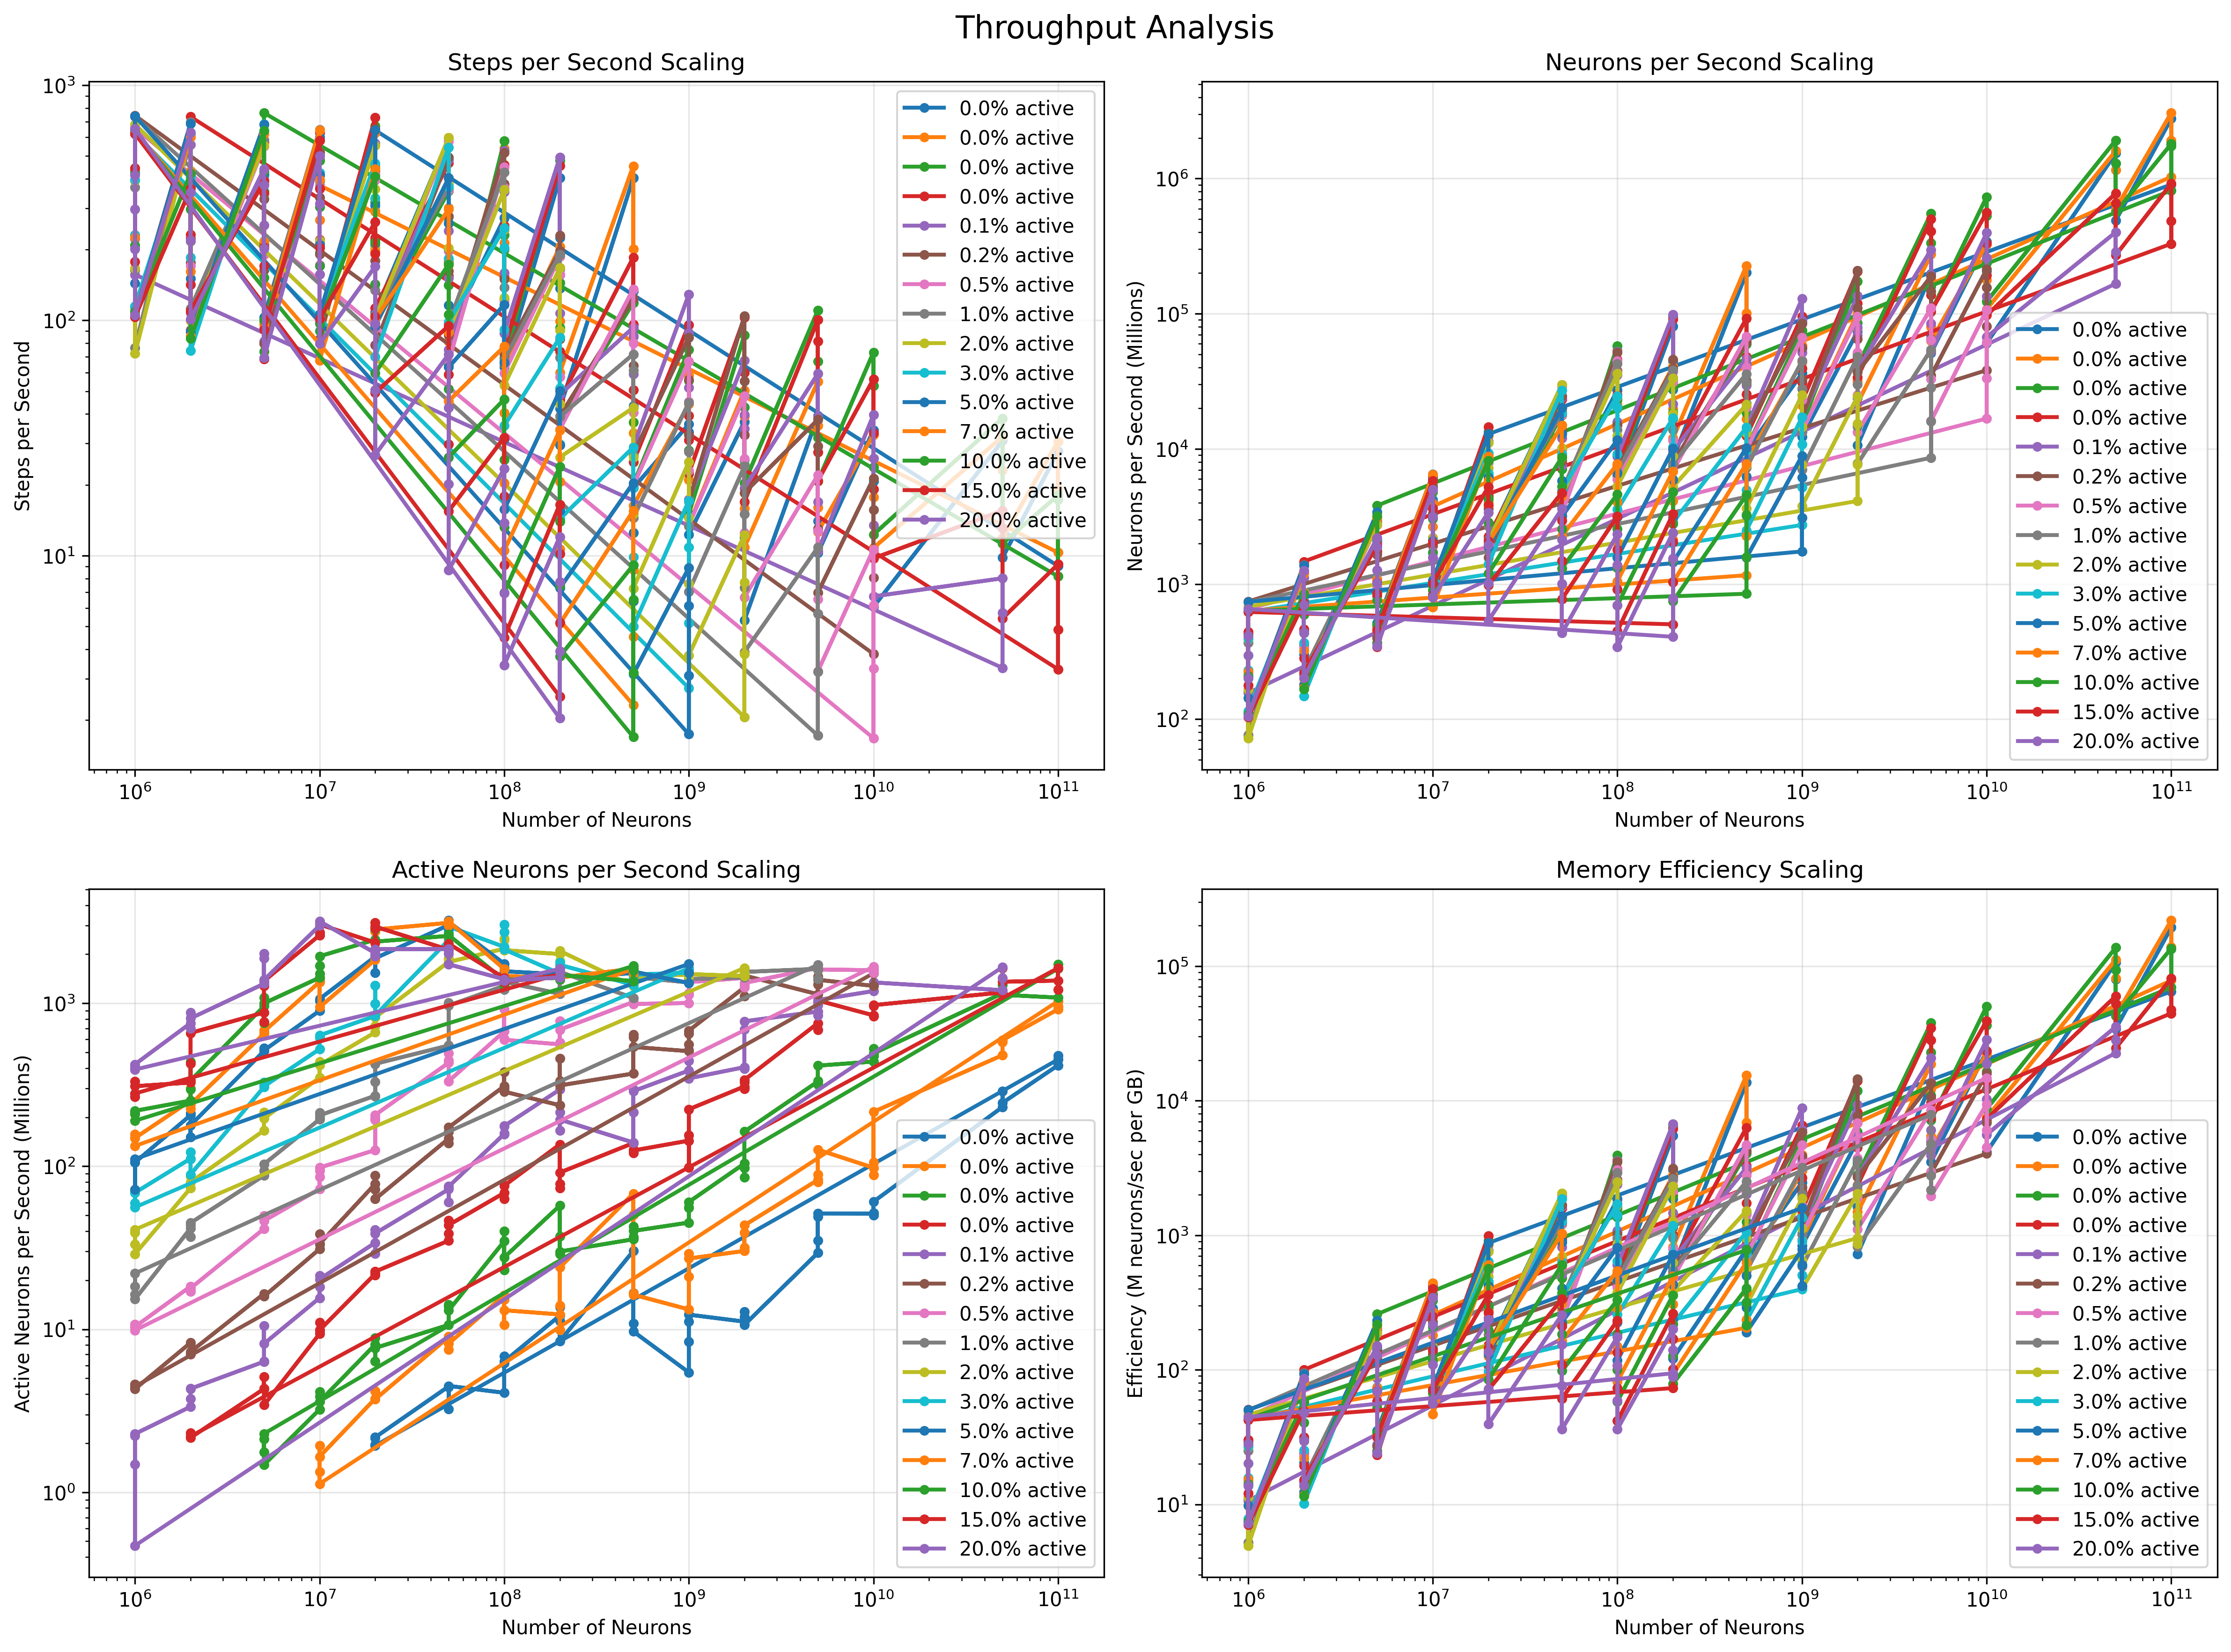 Throughput Analysis
Steps per Second Scaling
Steps per Second
10³
10²
10¹
10⁶ 10⁷ 10⁸ 10⁹ 10¹⁰ 10¹¹
Number of Neurons
0.0% active
0.0% active
0.0% active
0.0% active
0.1% active
0.2% active
0.5% active
1.0% active
2.0% active
3.0% active
5.0% active
7.0% active
10.0% active
15.0% active
20.0% active
Neurons per Second Scaling
Neurons per Second (Millions)
10⁶
10⁵
10⁴
10³
10²
10⁶ 10⁷ 10⁸ 10⁹ 10¹⁰ 10¹¹
Number of Neurons
0.0% active
0.0% active
0.0% active
0.0% active
0.1% active
0.2% active
0.5% active
1.0% active
2.0% active
3.0% active
5.0% active
7.0% active
10.0% active
15.0% active
20.0% active
Active Neurons per Second Scaling
Active Neurons per Second (Millions)
10³
10²
10¹
10⁰
10⁶ 10⁷ 10⁸ 10⁹ 10¹⁰ 10¹¹
Number of Neurons
0.0% active
0.0% active
0.0% active
0.0% active
0.1% active
0.2% active
0.5% active
1.0% active
2.0% active
3.0% active
5.0% active
7.0% active
10.0% active
15.0% active
20.0% active
Memory Efficiency Scaling
Efficiency (M neurons/sec per GB)
10⁵
10⁴
10³
10²
10¹
10⁶ 10⁷ 10⁸ 10⁹ 10¹⁰ 10¹¹
Number of Neurons
0.0% active
0.0% active
0.0% active
0.0% active
0.1% active
0.2% active
0.5% active
1.0% active
2.0% active
3.0% active
5.0% active
7.0% active
10.0% active
15.0% active
20.0% active